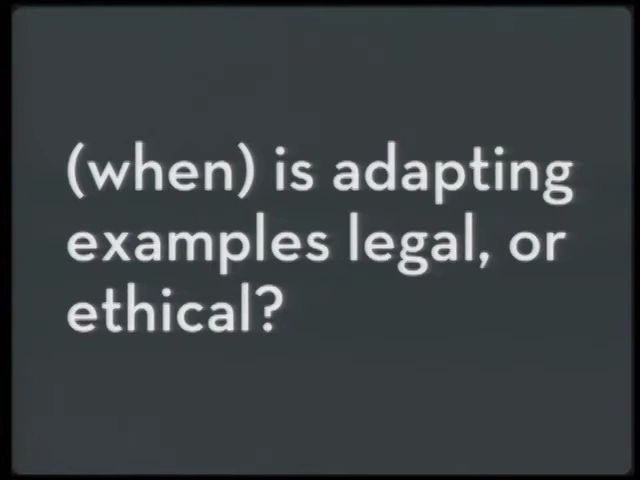 (when) is adapting
examples legal, or
ethical?